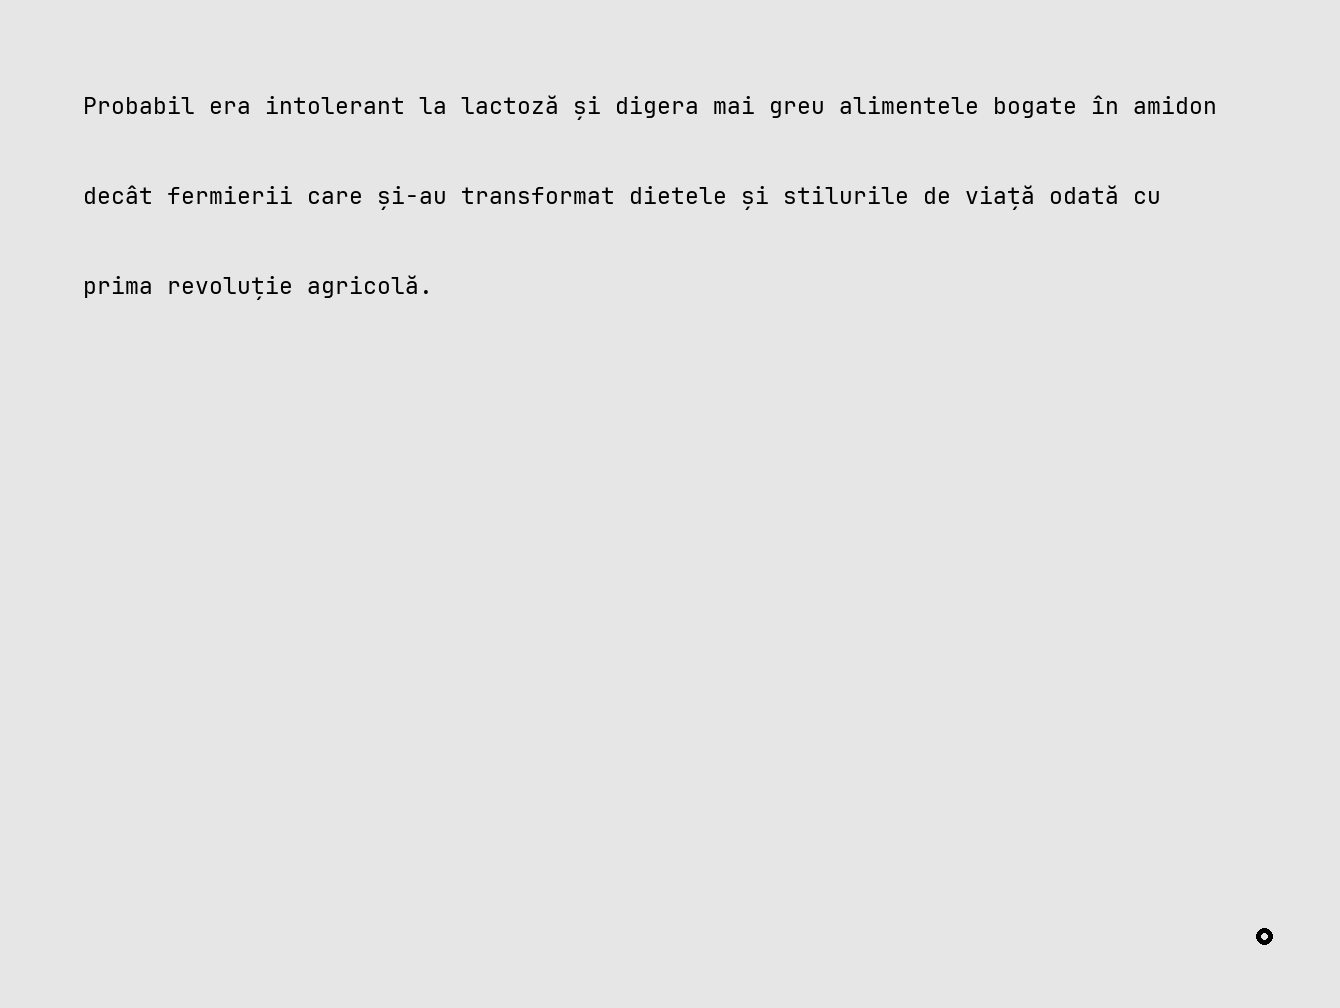 Probabil era intolerant la lactoză și digera mai greu alimentele bogate în amidon
decât fermierii care și-au transformat dietele și stilurile de viață odată cu
prima revoluție agricolă.